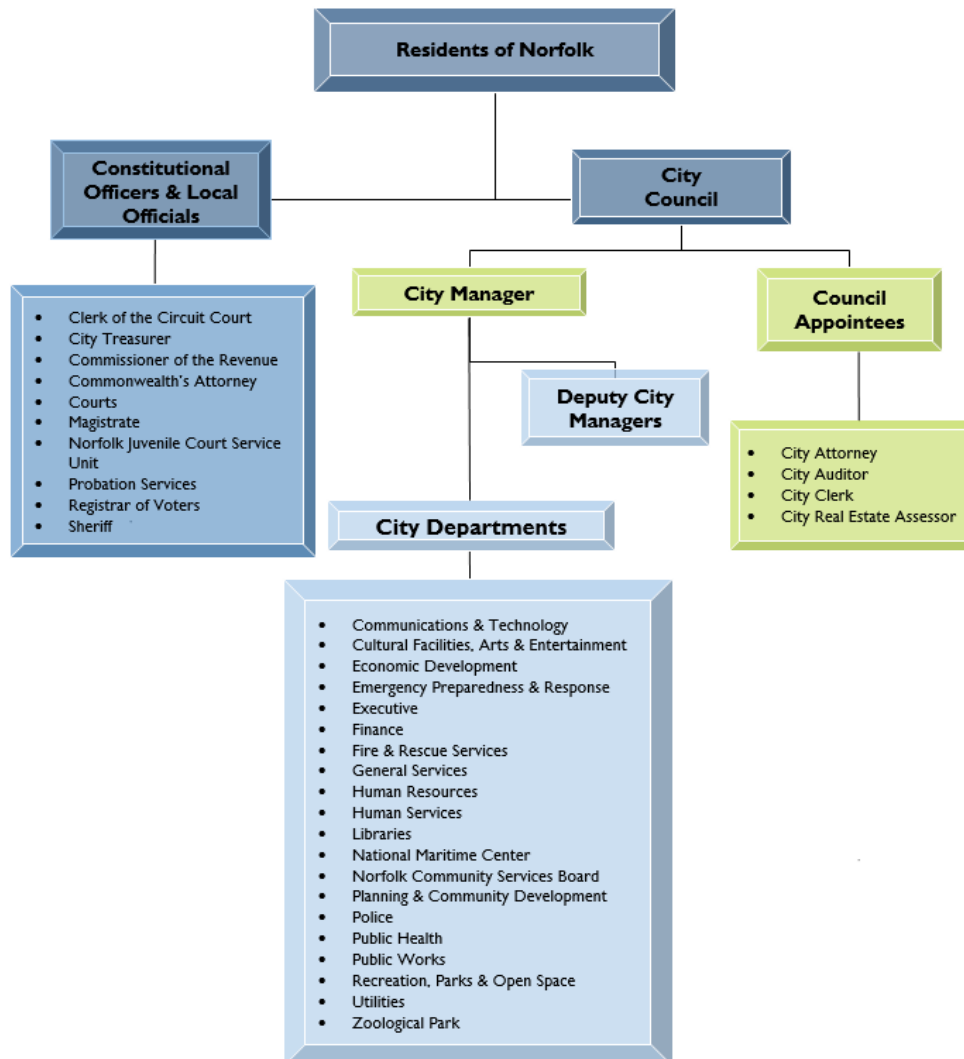 Residents of Norfolk
Constitutional
Officers & Local
Officials
City
Council
City Manager
Council
Appointees
• Clerk of the Circuit Court
• City Treasurer
• Commissioner of the Revenue
• Commonwealth's Attorney
• Courts
• Magistrate
• Norfolk Juvenile Court Service
Unit
• Probation Services
• Registrar of Voters
• Sheriff
Deputy City
Managers
• City Attorney
• City Auditor
• City Clerk
• City Real Estate Assessor
City Departments
• Communications & Technology
• Cultural Facilities, Arts & Entertainment
• Economic Development
• Emergency Preparedness & Response
• Executive
• Finance
• Fire & Rescue Services
• General Services
• Human Resources
• Human Services
• Libraries
• National Maritime Center
• Norfolk Community Services Board
• Planning & Community Development
• Police
• Public Health
• Public Works
• Recreation, Parks & Open Space
• Utilities
• Zoological Park